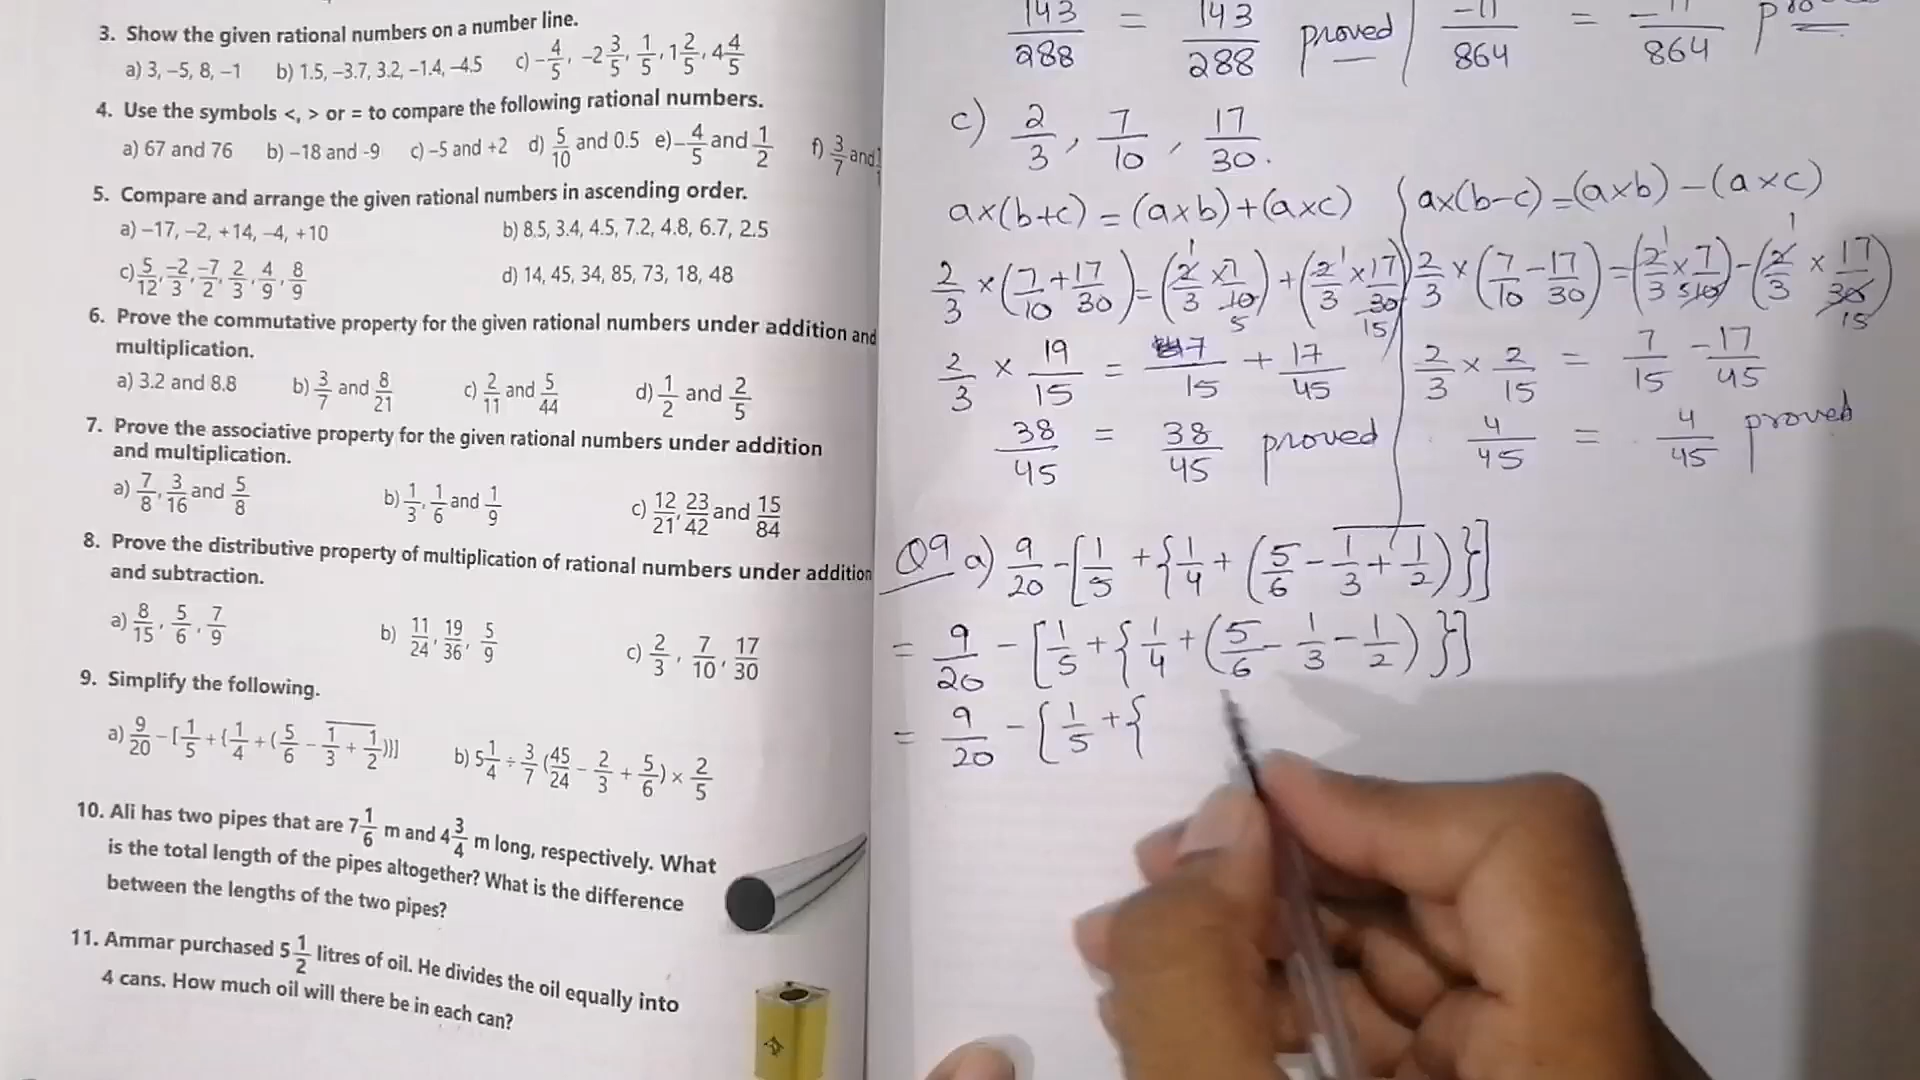 3. Show the given rational numbers on a number line.
a) 3, −5, 8, −1 b) 1.5, −3.7, 3.2, −1.4, −4.5 c) −4/5, −2 3/5, 1/5, 1 2/5, 4 4/5
4. Use the symbols <, > or = to compare the following rational numbers.
a) 67 and 76 b) −18 and -9 c) −5 and +2 d) 5/10 and 0.5 e) −4/5 and 1/2 f) 3/7 and
5. Compare and arrange the given rational numbers in ascending order.
a) −17, −2, +14, −4, +10 b) 8.5, 3.4, 4.5, 7.2, 4.8, 6.7, 2.5
c) 5/12, −2/3, −7/2, 2/3, 4/9, 8/9 d) 14, 45, 34, 85, 73, 18, 48
6. Prove the commutative property for the given rational numbers under addition and
multiplication.
a) 3.2 and 8.8 b) 3/7 and 8/21 c) 2/11 and 5/44 d) 1/2 and 2/5
7. Prove the associative property for the given rational numbers under addition
and multiplication.
a) 7/8, 3/16 and 5/8 b) 1/3, 1/6 and 1/9 c) 12/21, 23/42 and 15/84
8. Prove the distributive property of multiplication of rational numbers under addition
and subtraction.
a) 8/15, 5/6, 7/9 b) 11/24, 19/36, 5/9 c) 2/3, 7/10, 17/30
9. Simplify the following.
a) 9/20 − [1/5 + {1/4 + (5/6 − 1/3 + 1/2)}] b) 5 1/4 ÷ 3/7 (45/24 − 2/3 + 5/6) × 2/5
10. Ali has two pipes that are 7 1/6 m and 4 3/4 m long, respectively. What
is the total length of the pipes altogether? What is the difference
between the lengths of the two pipes?
11. Ammar purchased 5 1/2 litres of oil. He divides the oil equally into
4 cans. How much oil will there be in each can?
143/288 = 143/288 proved -11/864 = -11/864
c) 2/3, 7/10, 17/30.
a×(b+c) = (a×b)+(a×c) a×(b−c) = (a×b) − (a×c)
2/3 × (7/10 + 17/30) = (2/3 × 7/10) + (2/3 × 17/30) 2/3 × (7/10 − 17/30) = (2/3 × 7/10) − (2/3 × 17/30)
2/3 × 19/15 = 7/15 + 17/45 2/3 × 2/15 = 7/15 − 17/45
38/45 = 38/45 proved 4/45 = 4/45 proved
Q9 a) 9/20 − [1/5 + {1/4 + (5/6 − 1/3 + 1/2)}]
= 9/20 − [1/5 + {1/4 + (5/6 − 1/3 − 1/2)}]
= 9/20 − [1/5 + {